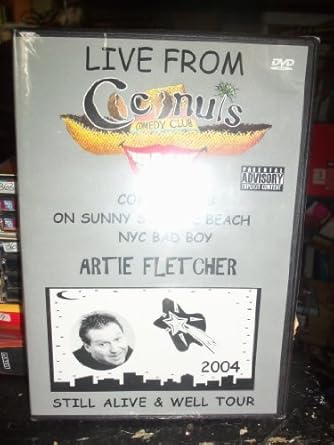 LIVE FROM
DVD
Coconuts
COMEDY CLUB
PARENTAL
ADVISORY
EXPLICIT CONTENT
ON SUNNY BEACH
NYC BAD BOY
ARTIE FLETCHER
2004
STILL ALIVE & WELL TOUR